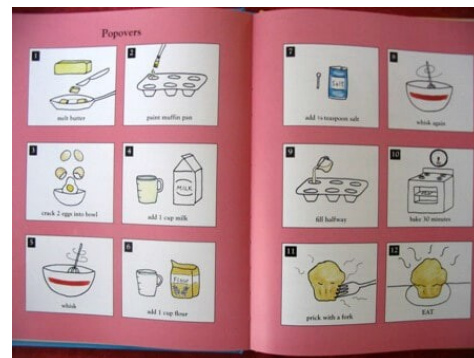 Popovers
1
melt butter
2
paint muffin pan
3
crack 2 eggs into bowl
4
MILK
add 1 cup milk
5
whisk
6
flour
add 1 cup flour
7
SALT
add ¼ teaspoon salt
8
whisk again
9
fill halfway
10
bake 30 minutes
11
prick with a fork
12
EAT